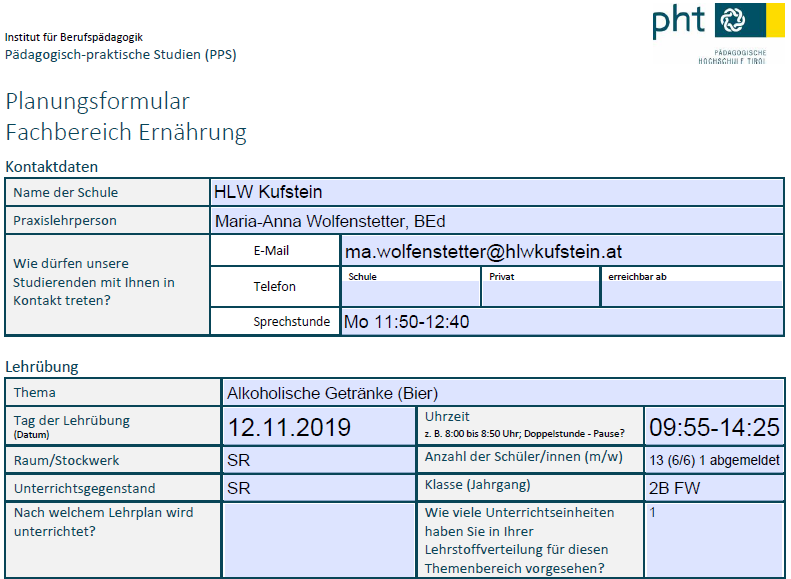 pht
PÄDAGOGISCHE
HOCHSCHULE TIROL
Institut für Berufspädagogik
Pädagogisch-praktische Studien (PPS)
Planungsformular
Fachbereich Ernährung
Kontaktdaten
Name der Schule HLW Kufstein
Praxislehrperson Maria-Anna Wolfenstetter, BEd
Wie dürfen unsere
Studierenden mit Ihnen in
Kontakt treten?
E-Mail ma.wolfenstetter@hlwkufstein.at
Telefon Schule Privat erreichbar ab
Sprechstunde Mo 11:50-12:40
Lehrübung
Thema Alkoholische Getränke (Bier)
Tag der Lehrübung
(Datum)
12.11.2019
Uhrzeit
z. B. 8:00 bis 8:50 Uhr; Doppelstunde - Pause?
09:55-14:25
Raum/Stockwerk SR Anzahl der Schüler/innen (m/w) 13 (6/6) 1 abgemeldet
Unterrichtsgegenstand SR Klasse (Jahrgang) 2B FW
Nach welchem Lehrplan wird
unterrichtet?
Wie viele Unterrichtseinheiten
haben Sie in Ihrer
Lehrstoffverteilung für diesen
Themenbereich vorgesehen?
1